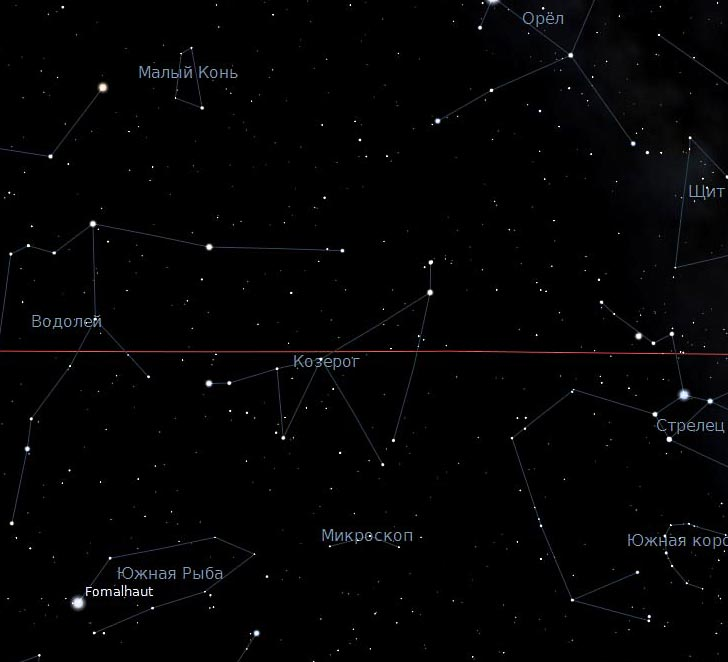 Орёл
Малый Конь
Щит
Водолей
Козерог
Стрелец
Микроскоп
Южная коро
Южная Рыба
Fomalhaut